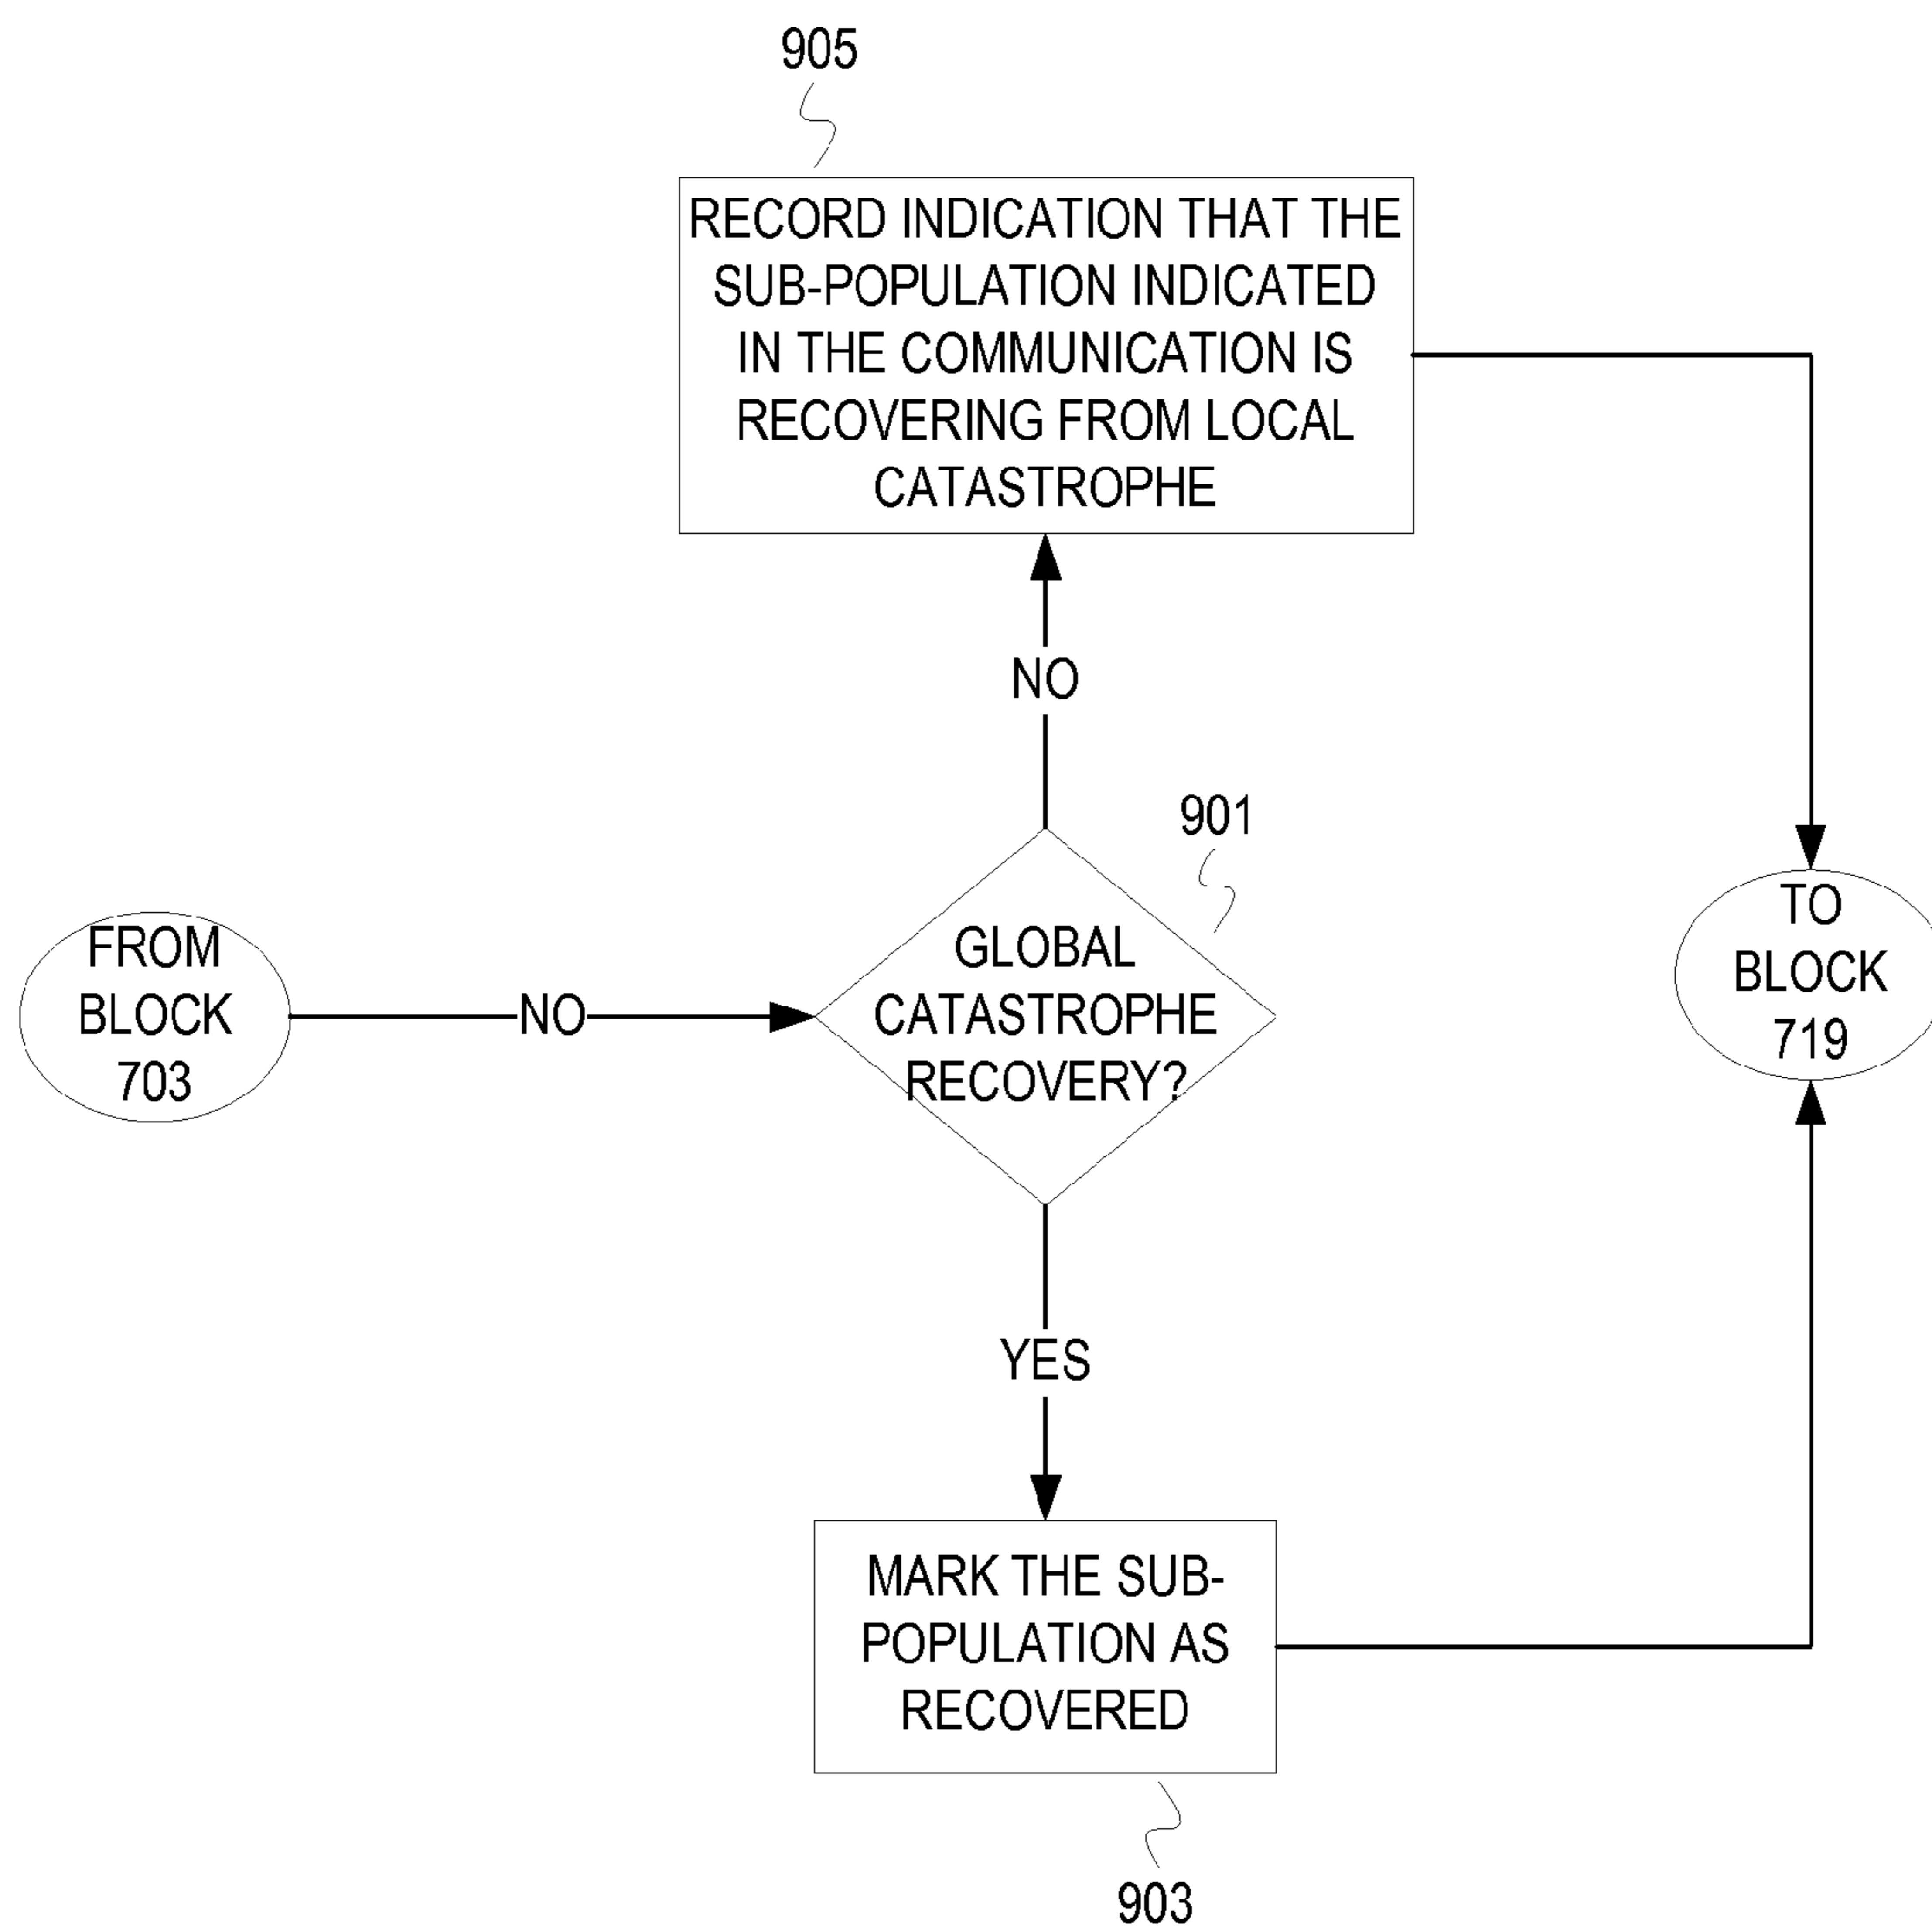 905
RECORD INDICATION THAT THE
SUB-POPULATION INDICATED
IN THE COMMUNICATION IS
RECOVERING FROM LOCAL
CATASTROPHE
NO
901
FROM
BLOCK
703
NO
GLOBAL
CATASTROPHE
RECOVERY?
TO
BLOCK
719
YES
MARK THE SUB-
POPULATION AS
RECOVERED
903